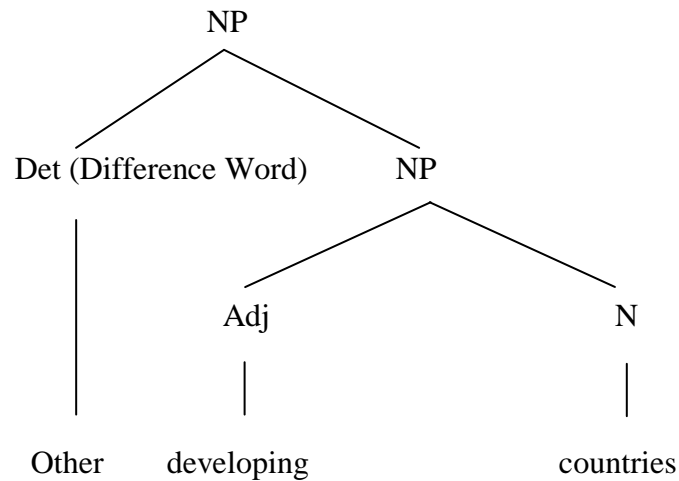 NP
Det (Difference Word) NP
Adj N
Other developing countries